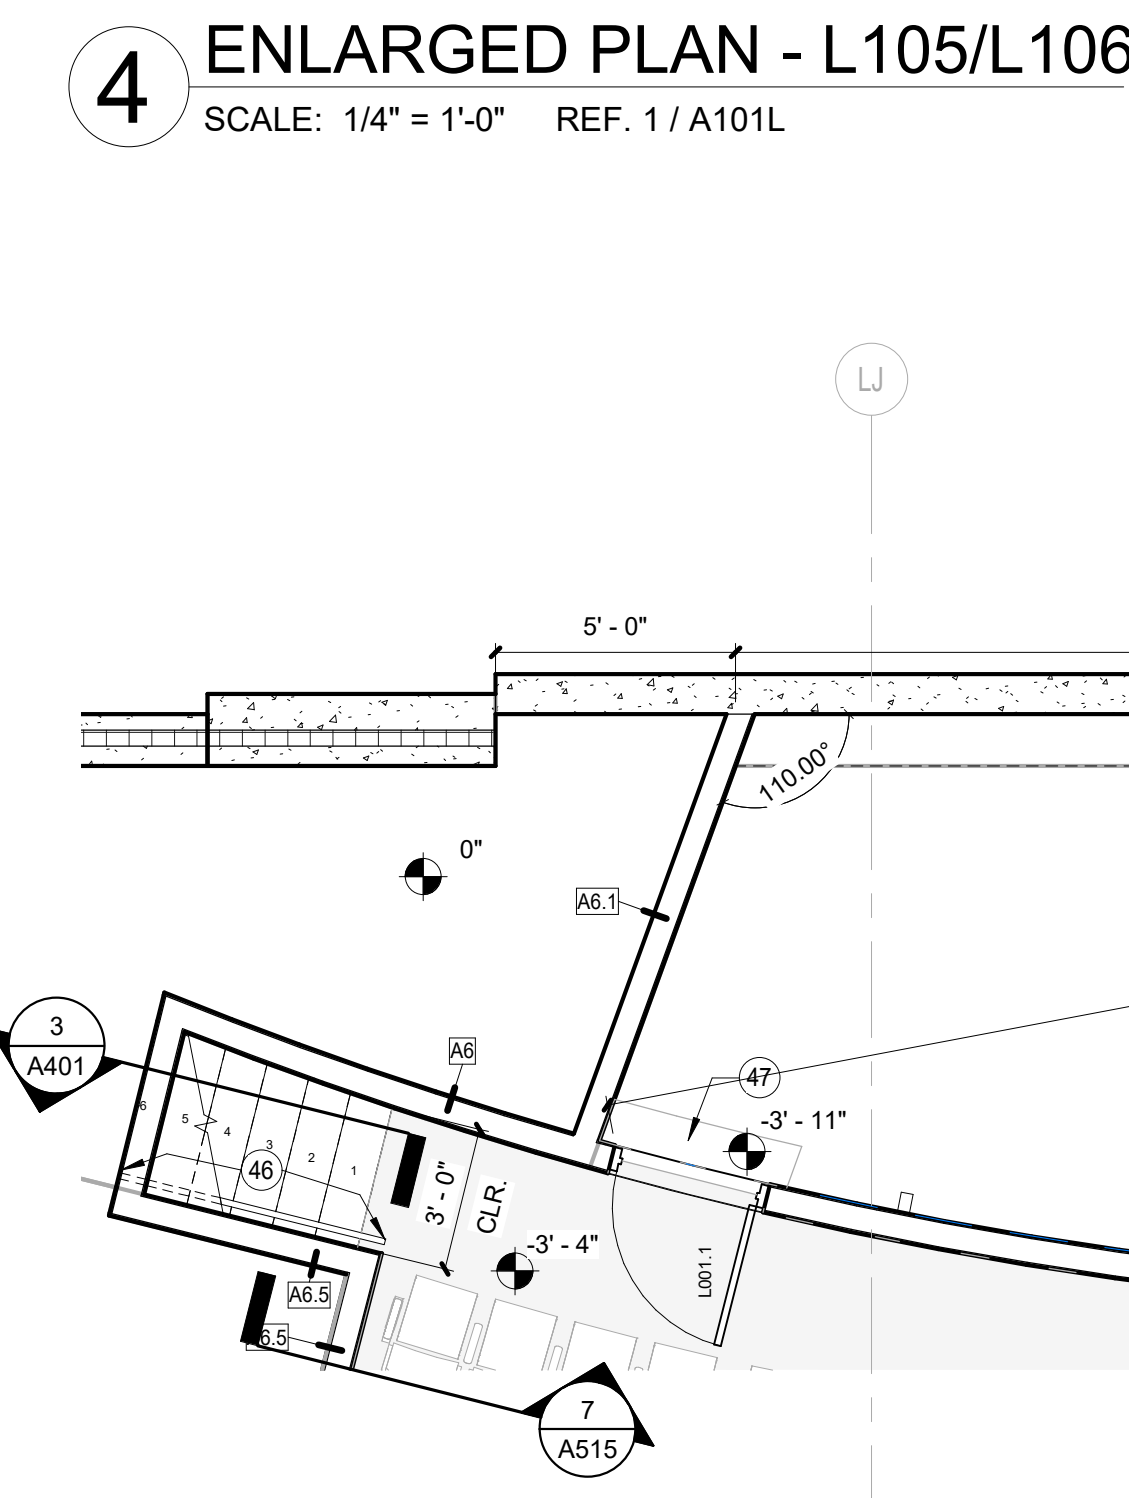 4
ENLARGED PLAN - L105/L106
SCALE: 1/4" = 1'-0" REF. 1 / A101L
LJ
5' - 0"
110.00°
0"
A6.1
3
A401
A6
47
-3' - 11"
6
5
4
3
2
1
46
3' - 0"
CLR.
-3' - 4"
L001.1
A6.5
6.5
7
A515